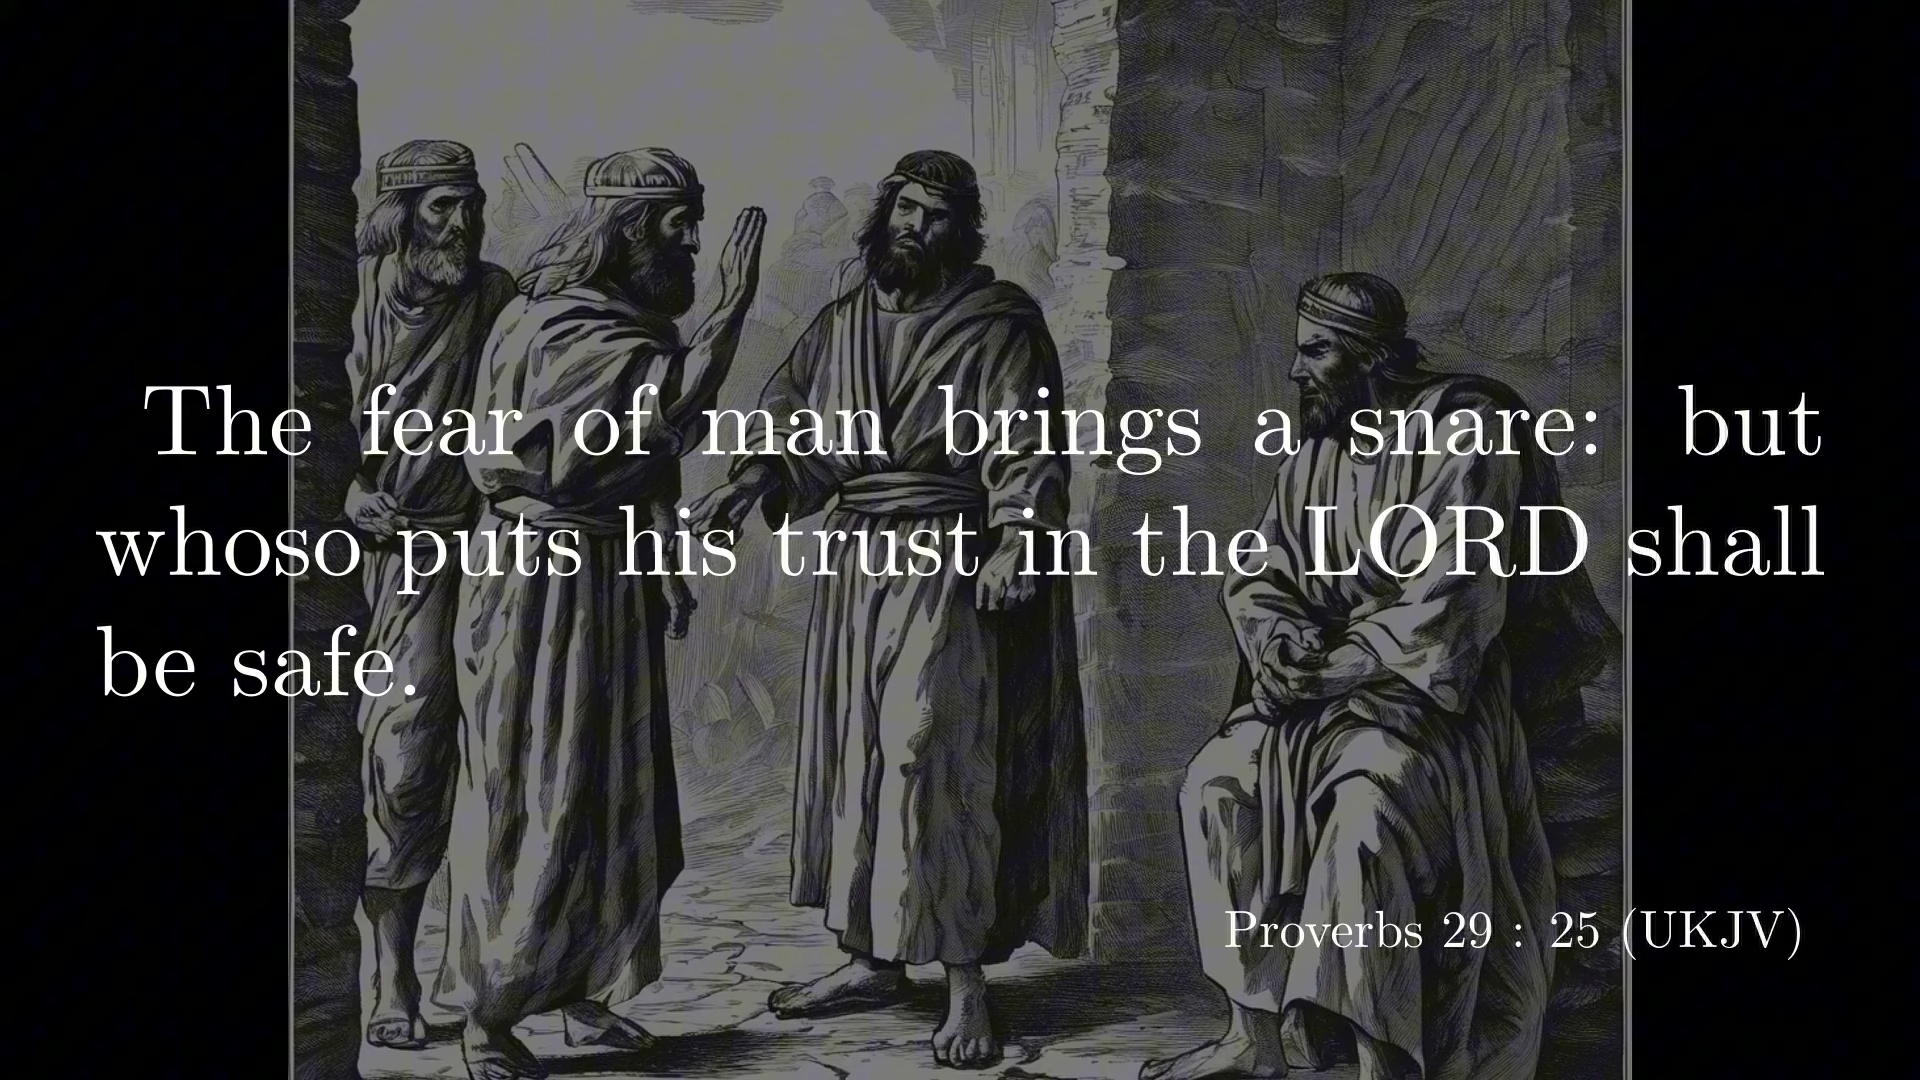 The fear of man brings a snare: but
whoso puts his trust in the LORD shall
be safe.
Proverbs 29 : 25 (UKJV)